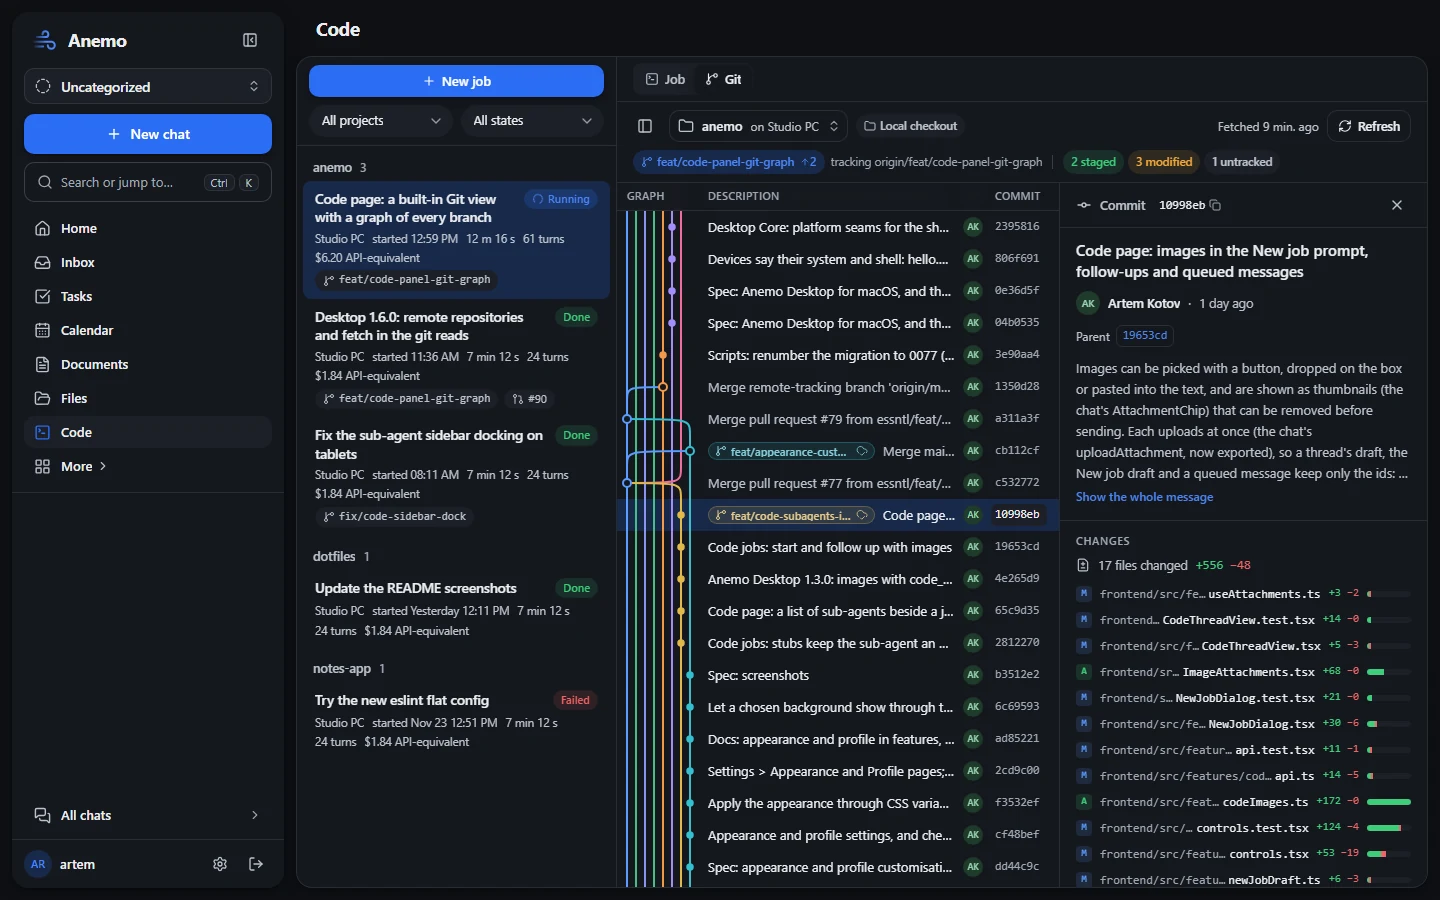 Anemo
Uncategorized
New chat
Search or jump to... Ctrl K
Home
Inbox
Tasks
Calendar
Documents
Files
Code
More
All chats
AR artem
Code
New job
All projects All states
anemo 3
Code page: a built-in Git view
with a graph of every branch
Running
Studio PC started 12:59 PM 12 m 16 s 61 turns
$6.20 API-equivalent
feat/code-panel-git-graph
Desktop 1.6.0: remote repositories
and fetch in the git reads
Done
Studio PC started 11:36 AM 7 min 12 s 24 turns
$1.84 API-equivalent
feat/code-panel-git-graph #90
Fix the sub-agent sidebar docking on
tablets
Done
Studio PC started 08:11 AM 7 min 12 s 24 turns
$1.84 API-equivalent
fix/code-sidebar-dock
dotfiles 1
Update the README screenshots Done
Studio PC started Yesterday 12:11 PM 7 min 12 s
24 turns $1.84 API-equivalent
notes-app 1
Try the new eslint flat config Failed
Studio PC started Nov 23 12:51 PM 7 min 12 s
24 turns $1.84 API-equivalent
Job Git
anemo on Studio PC Local checkout Fetched 9 min. ago Refresh
feat/code-panel-git-graph ↑2 tracking origin/feat/code-panel-git-graph 2 staged 3 modified 1 untracked
GRAPH DESCRIPTION COMMIT
Desktop Core: platform seams for the sh... AK 2395816
Devices say their system and shell: hello.... AK 806f691
Spec: Anemo Desktop for macOS, and th... AK 0e36d5f
Spec: Anemo Desktop for macOS, and th... AK 04b0535
Scripts: renumber the migration to 0077 (... AK 3e90aa4
Merge remote-tracking branch 'origin/m... AK 1350d28
Merge pull request #79 from essntl/feat/... AK a311a3f
feat/appearance-cust... Merge mai... AK cb112cf
Merge pull request #77 from essntl/feat/... AK c532772
feat/code-subagents-i... Code page... AK 10998eb
Code jobs: start and follow up with images AK 19653cd
Anemo Desktop 1.3.0: images with code_... AK 4e265d9
Code page: a list of sub-agents beside a j... AK 65c9d35
Code jobs: stubs keep the sub-agent an ... AK 2812270
Spec: screenshots AK b3512e2
Let a chosen background show through t... AK 6c69593
Docs: appearance and profile in features, ... AK ad85221
Settings > Appearance and Profile pages;... AK 2cd9c00
Apply the appearance through CSS varia... AK f3532ef
Appearance and profile settings, and che... AK cf48bef
Spec: appearance and profile customisati... AK dd44c9c
Commit 10998eb
Code page: images in the New job prompt,
follow-ups and queued messages
AK Artem Kotov · 1 day ago
Parent 19653cd
Images can be picked with a button, dropped on the box
or pasted into the text, and are shown as thumbnails (the
chat's AttachmentChip) that can be removed before
sending. Each uploads at once (the chat's
uploadAttachment, now exported), so a thread's draft, the
New job draft and a queued message keep only the ids: ...
Show the whole message
CHANGES
17 files changed +556 −48
M frontend/src/fe… useAttachments.ts +3 −2
M frontend… CodeThreadView.test.tsx +14 −0
M frontend/src/f… CodeThreadView.tsx +5 −3
A frontend/sr… ImageAttachments.tsx +68 −0
M frontend/s… NewJobDialog.test.tsx +21 −0
M frontend/src/fe… NewJobDialog.tsx +30 −6
M frontend/src/featur… api.test.tsx +11 −1
M frontend/src/features/cod… api.ts +14 −5
A frontend/src/feat… codeImages.ts +172 −0
M frontend/src/… controls.test.tsx +124 −4
M frontend/src/featu… controls.tsx +53 −19
M frontend/src/featu… newJobDraft.ts +6 −3